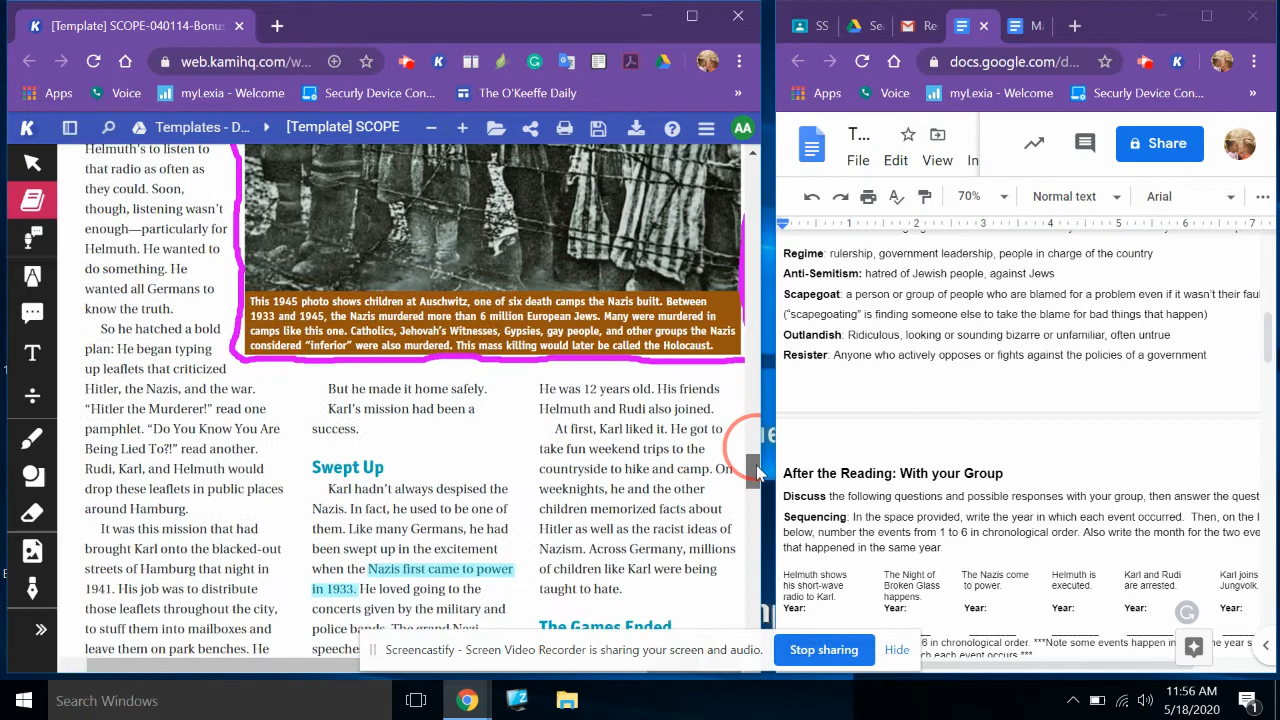 [Template] SCOPE-040114-Bonus
web.kamihq.com/w...
Apps
Voice
myLexia - Welcome
Securly Device Con...
The O'Keeffe Daily
»
Templates - D...
[Template] SCOPE
AA
Helmuth's to listen to
that radio as often as
they could. Soon,
though, listening wasn't
enough—particularly for
Helmuth. He wanted to
do something. He
wanted all Germans to
know the truth.
So he hatched a bold
plan: He began typing
up leaflets that criticized
Hitler, the Nazis, and the war.
"Hitler the Murderer!" read one
pamphlet. "Do You Know You Are
Being Lied To?!" read another.
Rudi, Karl, and Helmuth would
drop these leaflets in public places
around Hamburg.
It was this mission that had
brought Karl onto the blacked-out
streets of Hamburg that night in
1941. His job was to distribute
those leaflets throughout the city,
to stuff them into mailboxes and
leave them on park benches. He
This 1945 photo shows children at Auschwitz, one of six death camps the Nazis built. Between
1933 and 1945, the Nazis murdered more than 6 million European Jews. Many were murdered in
camps like this one. Catholics, Jehovah's Witnesses, Gypsies, gay people, and other groups the Nazis
considered "inferior" were also murdered. This mass killing would later be called the Holocaust.
But he made it home safely.
Karl's mission had been a
success.
Swept Up
Karl hadn't always despised the
Nazis. In fact, he used to be one of
them. Like many Germans, he had
been swept up in the excitement
when the Nazis first came to power
in 1933. He loved going to the
concerts given by the military and
police bands. The grand Nazi
speeches
He was 12 years old. His friends
Helmuth and Rudi also joined.
At first, Karl liked it. He got to
take fun weekend trips to the
countryside to hike and camp. On
weeknights, he and the other
children memorized facts about
Hitler as well as the racist ideas of
Nazism. Across Germany, millions
of children like Karl were being
taught to hate.
The Games Ended
SS
Se
Re
M
docs.google.com/d...
Apps
Voice
myLexia - Welcome
Securly Device Con...
»
T...
File
Edit
View
In
Share
70%
Normal text
Arial
1 2 3 4 5 6 7
Regime: rulership, government leadership, people in charge of the country
Anti-Semitism: hatred of Jewish people, against Jews
Scapegoat: a person or group of people who are blamed for a problem even if it wasn't their faul
("scapegoating" is finding someone else to take the blame for bad things that happen)
Outlandish: Ridiculous, looking or sounding bizarre or unfamiliar, often untrue
Resister: Anyone who actively opposes or fights against the policies of a government
After the Reading: With your Group
Discuss the following questions and possible responses with your group, then answer the quest
Sequencing: In the space provided, write the year in which each event occurred. Then, on the l
below, number the events from 1 to 6 in chronological order. Also write the month for the two eve
that happened in the same year.
Helmuth shows
his short-wave
radio to Karl.
Year:
The Night of
Broken Glass
happens.
Year:
The Nazis come
to power.
Year:
Helmuth is
executed.
Year:
Karl and Rudi
are arrested.
Year:
Karl joins
Jungvolk.
Year:
6 in chronological order. ***Note some events happen in
Screencastify - Screen Video Recorder is sharing your screen and audio.
Stop sharing
Hide
Search Windows
11:56 AM
5/18/2020